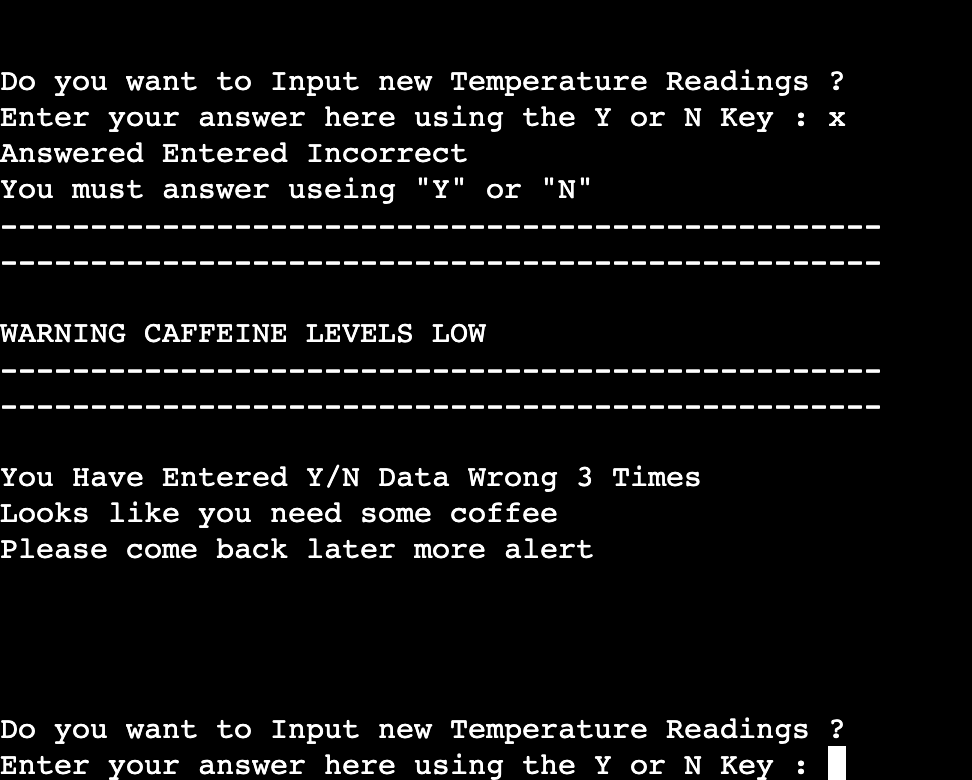 Do you want to Input new Temperature Readings ?
Enter your answer here using the Y or N Key : x
Answered Entered Incorrect
You must answer useing "Y" or "N"
-------------------------------------------------
-------------------------------------------------
WARNING CAFFEINE LEVELS LOW
-------------------------------------------------
-------------------------------------------------
You Have Entered Y/N Data Wrong 3 Times
Looks like you need some coffee
Please come back later more alert
Do you want to Input new Temperature Readings ?
Enter your answer here using the Y or N Key :